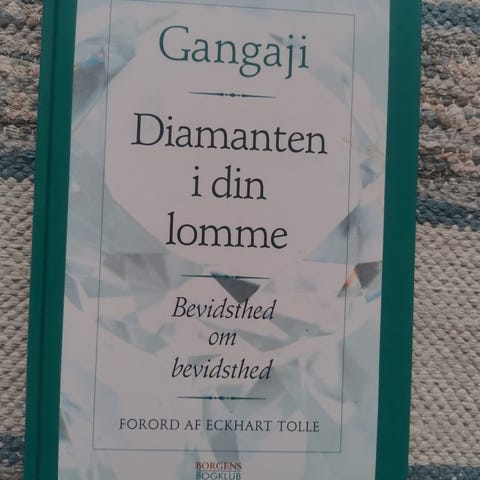 Gangaji
Diamanten
i din
lomme
Bevidsthed
om
bevidsthed
FORORD AF ECKHART TOLLE
BORGENS
BOGKLUB